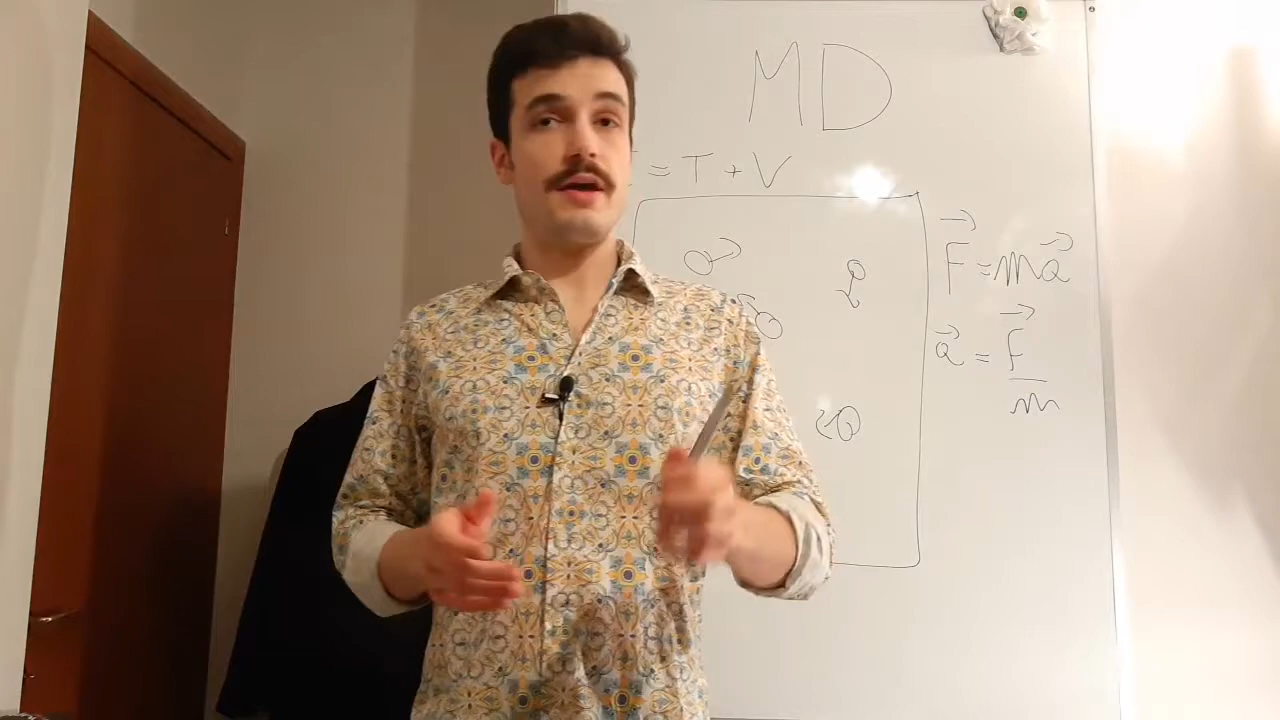 MD
= T + V
F = ma
a = F
m